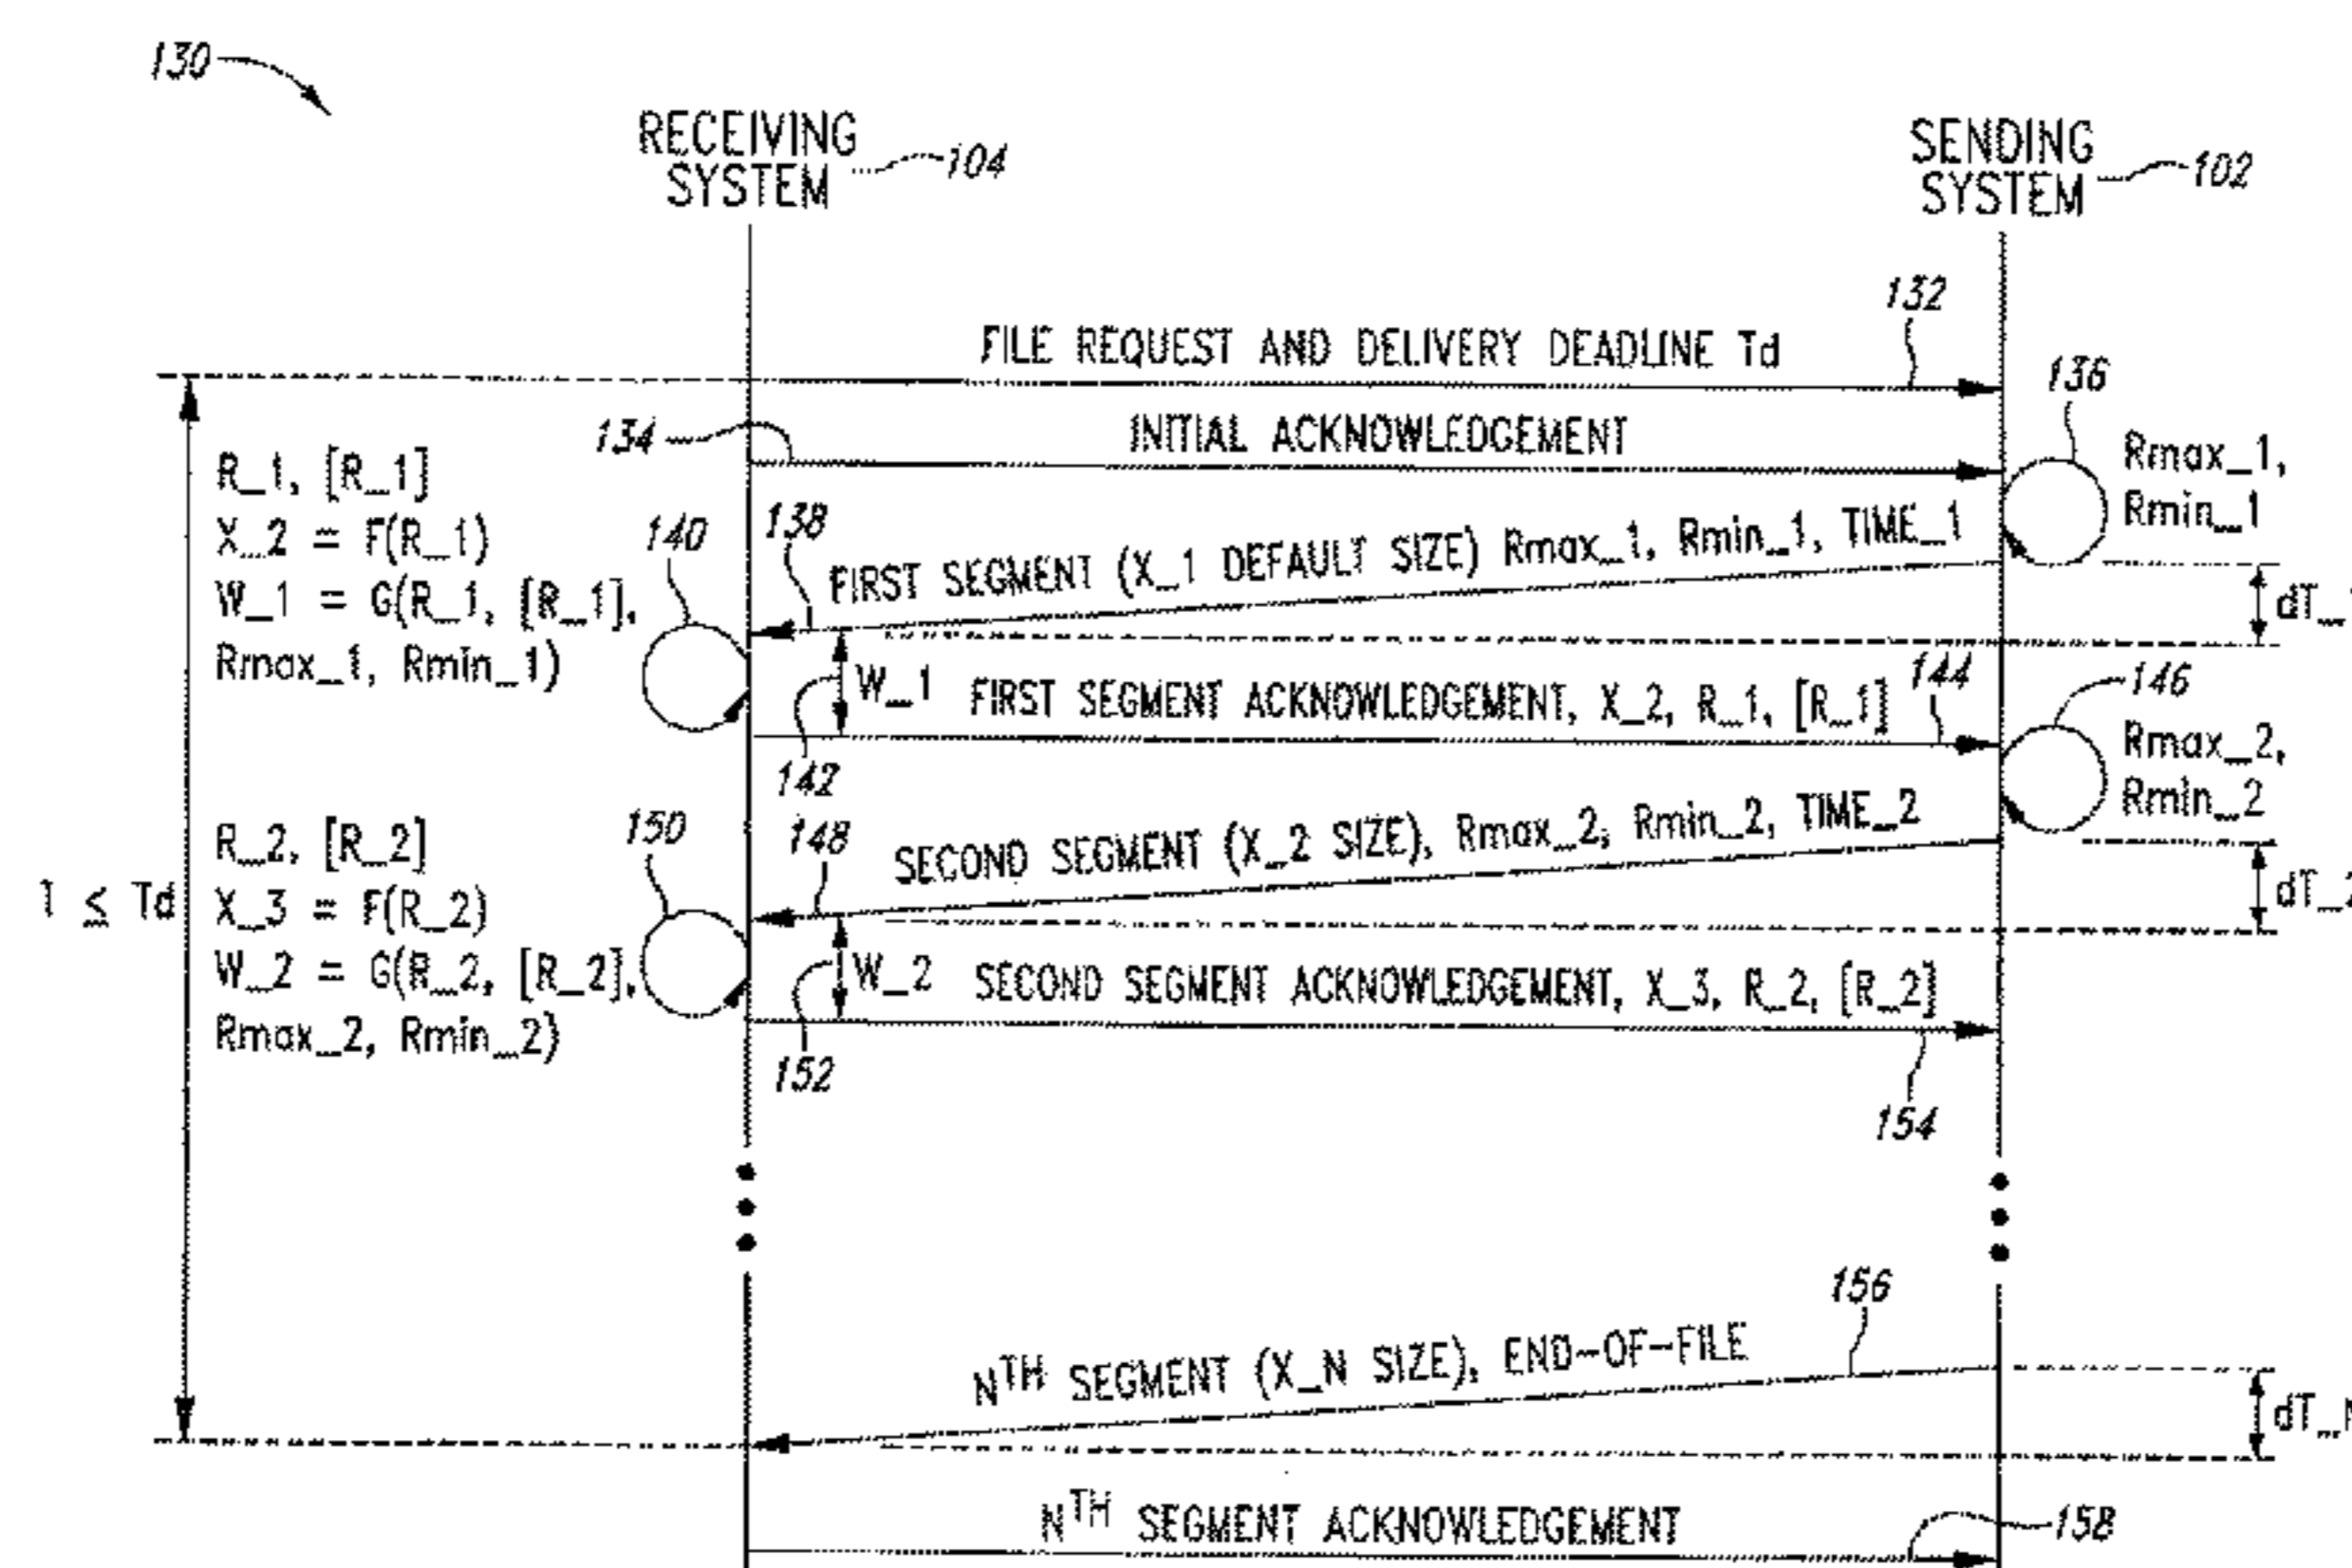 130
RECEIVING
SYSTEM
104
SENDING
SYSTEM
102
132
FILE REQUEST AND DELIVERY DEADLINE Td
136
134
INITIAL ACKNOWLEDGEMENT
Rmax_1,
Rmin_1
R_1, [R_1]
X_2 = F(R_1)
W_1 = G(R_1, [R_1],
Rmax_1, Rmin_1)
140
138
FIRST SEGMENT (X_1 DEFAULT SIZE) Rmax_1, Rmin_1, TIME_1
W_1
142
144
FIRST SEGMENT ACKNOWLEDGEMENT, X_2, R_1, [R_1]
146
Rmax_2,
Rmin_2
150
148
SECOND SEGMENT (X_2 SIZE), Rmax_2, Rmin_2, TIME_2
≤ Td
R_2, [R_2]
X_3 = F(R_2)
W_2 = G(R_2, [R_2],
Rmax_2, Rmin_2)
W_2
152
SECOND SEGMENT ACKNOWLEDGEMENT, X_3, R_2, [R_2]
154
156
NTH SEGMENT (X_N SIZE), END-OF-FILE
NTH SEGMENT ACKNOWLEDGEMENT
158